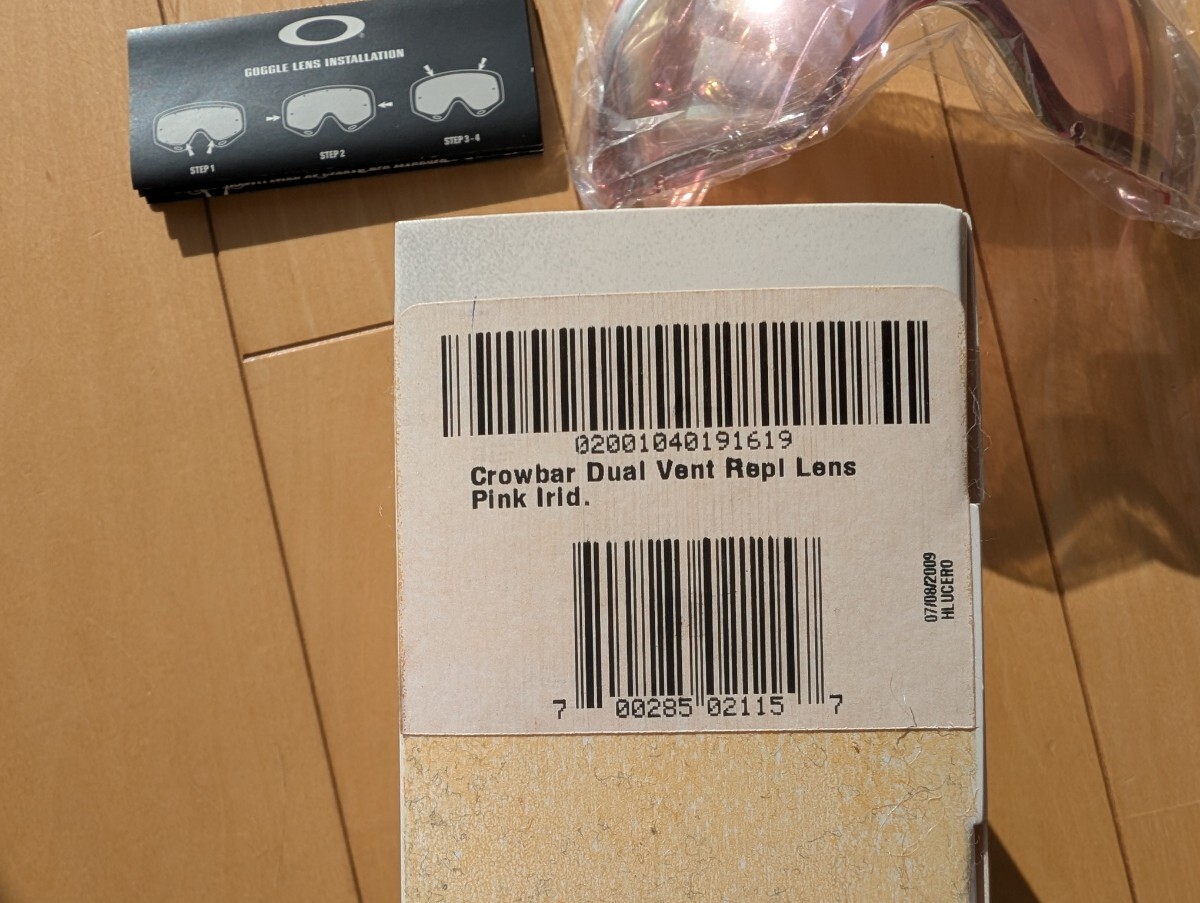 GOGGLE LENS INSTALLATION
STEP 1
STEP 2
STEP 3-4
02001040191619
Crowbar Dual Vent Repl Lens
Pink Irid.
07/08/2009
HLUCERO
7 00285 02115 7